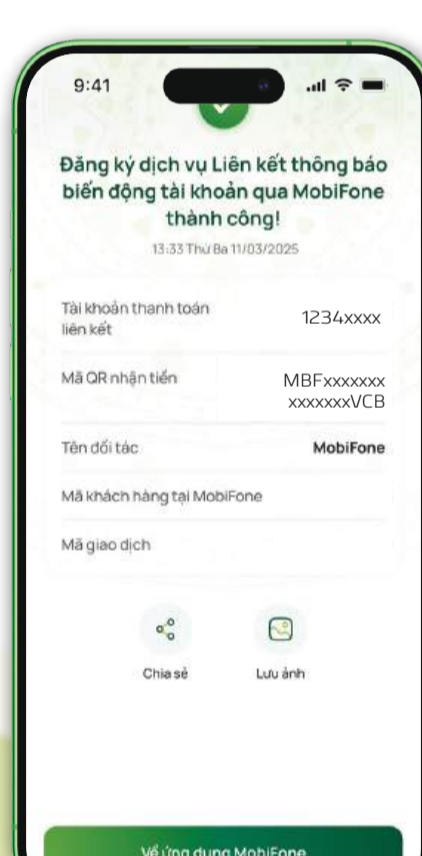 9:41
Đăng ký dịch vụ Liên kết thông báo
biến động tài khoản qua MobiFone
thành công!
13:33 Thứ Ba 11/03/2025
Tài khoản thanh toán
liên kết
1234xxxx
Mã QR nhận tiền
MBFxxxxxxx
xxxxxxxVCB
Tên đối tác
MobiFone
Mã khách hàng tại MobiFone
Mã giao dịch
Chia sẻ
Lưu ảnh
Về ứng dụng MobiFone